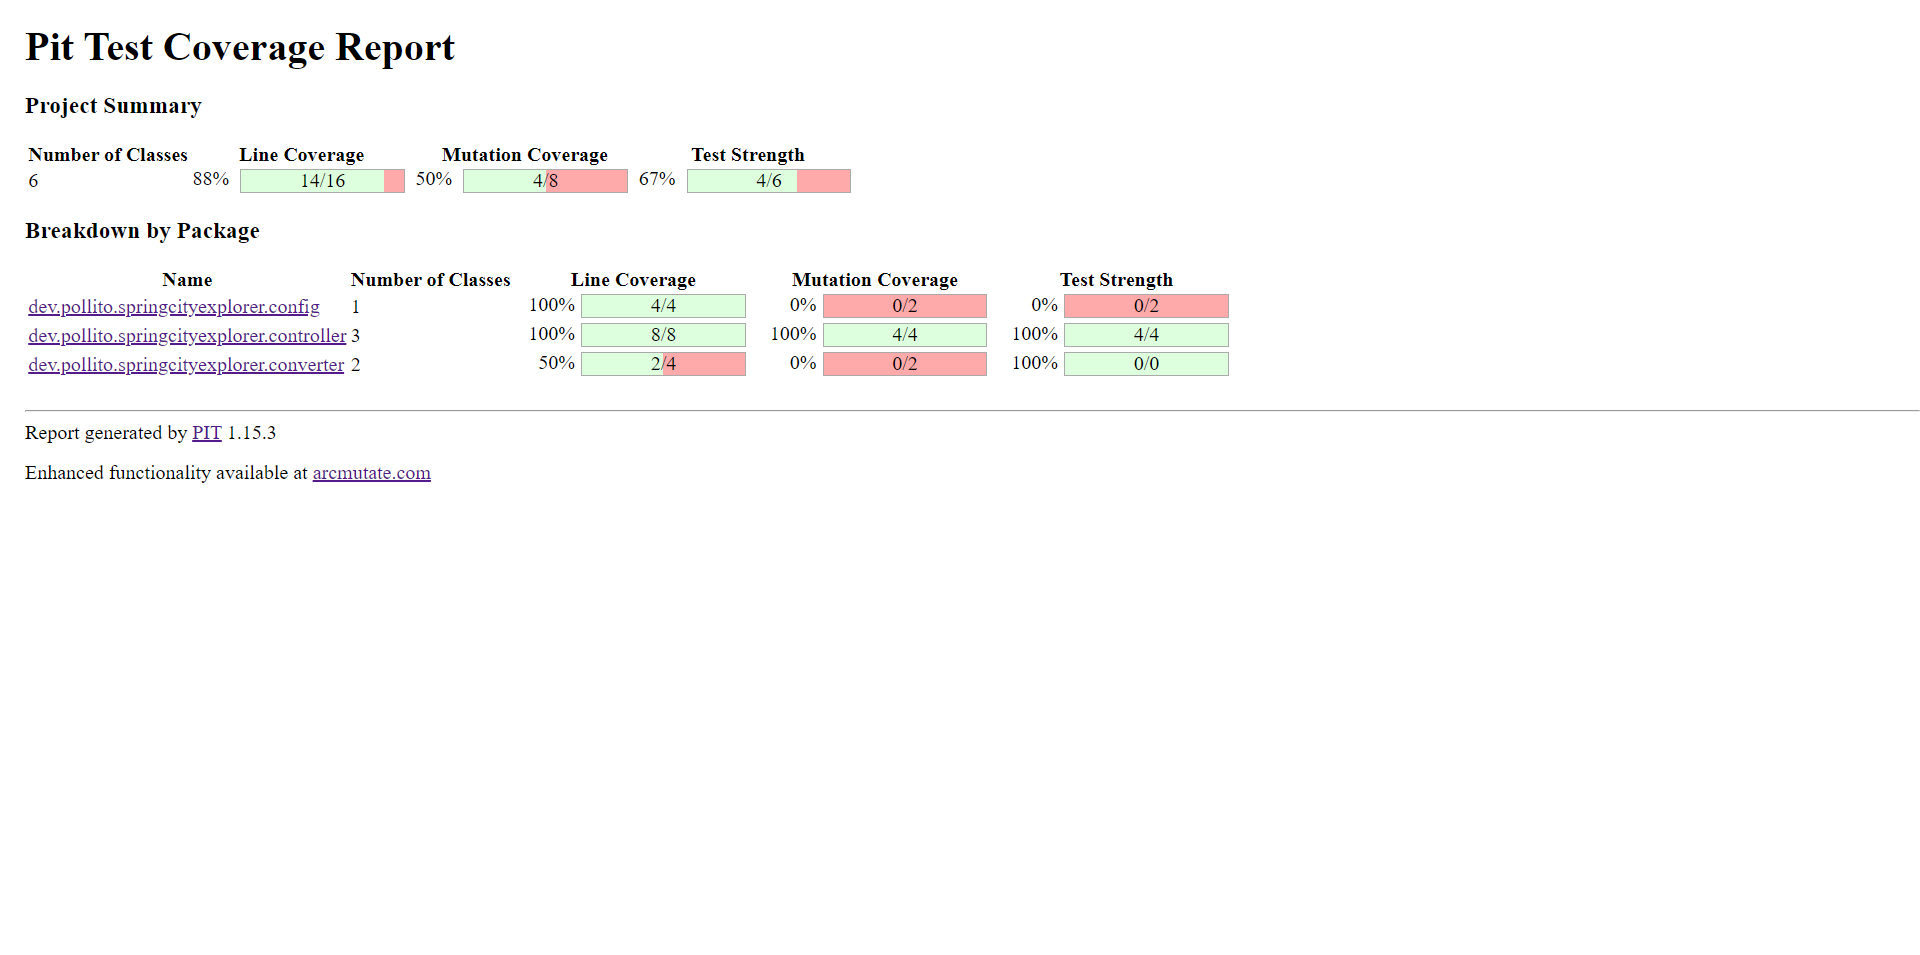 Pit Test Coverage Report
Project Summary
Number of Classes Line Coverage Mutation Coverage Test Strength
6 88% 14/16 50% 4/8 67% 4/6
Breakdown by Package
Name Number of Classes Line Coverage Mutation Coverage Test Strength
dev.pollito.springcityexplorer.config 1 100% 4/4 0% 0/2 0% 0/2
dev.pollito.springcityexplorer.controller 3 100% 8/8 100% 4/4 100% 4/4
dev.pollito.springcityexplorer.converter 2 50% 2/4 0% 0/2 100% 0/0
Report generated by PIT 1.15.3
Enhanced functionality available at arcmutate.com